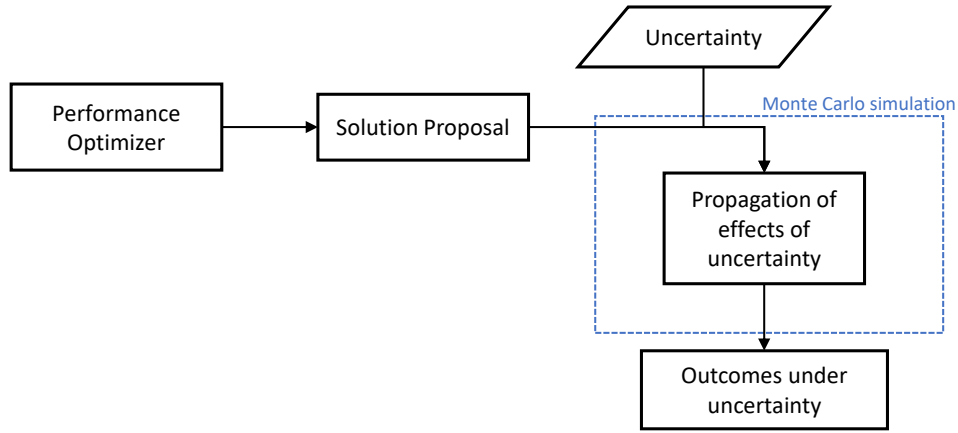 Uncertainty
Monte Carlo simulation
Performance
Optimizer
Solution Proposal
Propagation of
effects of
uncertainty
Outcomes under
uncertainty